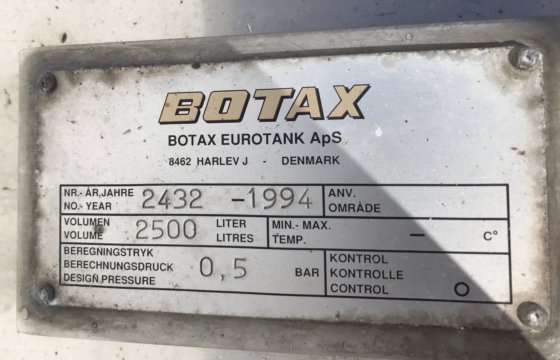 BOTAX
BOTAX EUROTANK ApS
8462 HARLEV J - DENMARK
NR.-ÅR,JAHRE
NO.-YEAR
2432 -1994
ANV.
OMRÅDE
VOLUMEN
VOLUME
2500
LITER
LITRES
MIN.- MAX.
TEMP.
— C°
BEREGNINGSTRYK
BERECHNUNGSDRUCK
DESIGN PRESSURE
0,5 BAR
KONTROL
KONTROLLE
CONTROL O